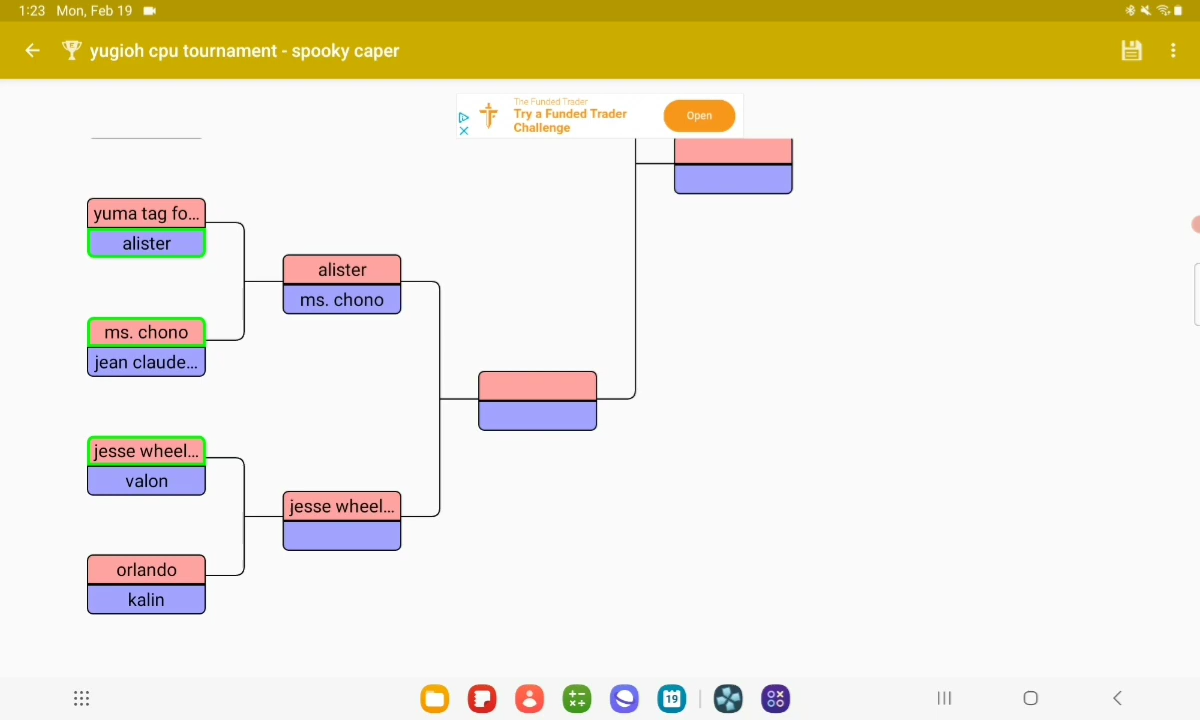 1:23 Mon, Feb 19
yugioh cpu tournament - spooky caper
The Funded Trader
Try a Funded Trader
Challenge
Open
yuma tag fo...
alister
alister
ms. chono
ms. chono
jean claude...
jesse wheel...
valon
jesse wheel...
orlando
kalin
19